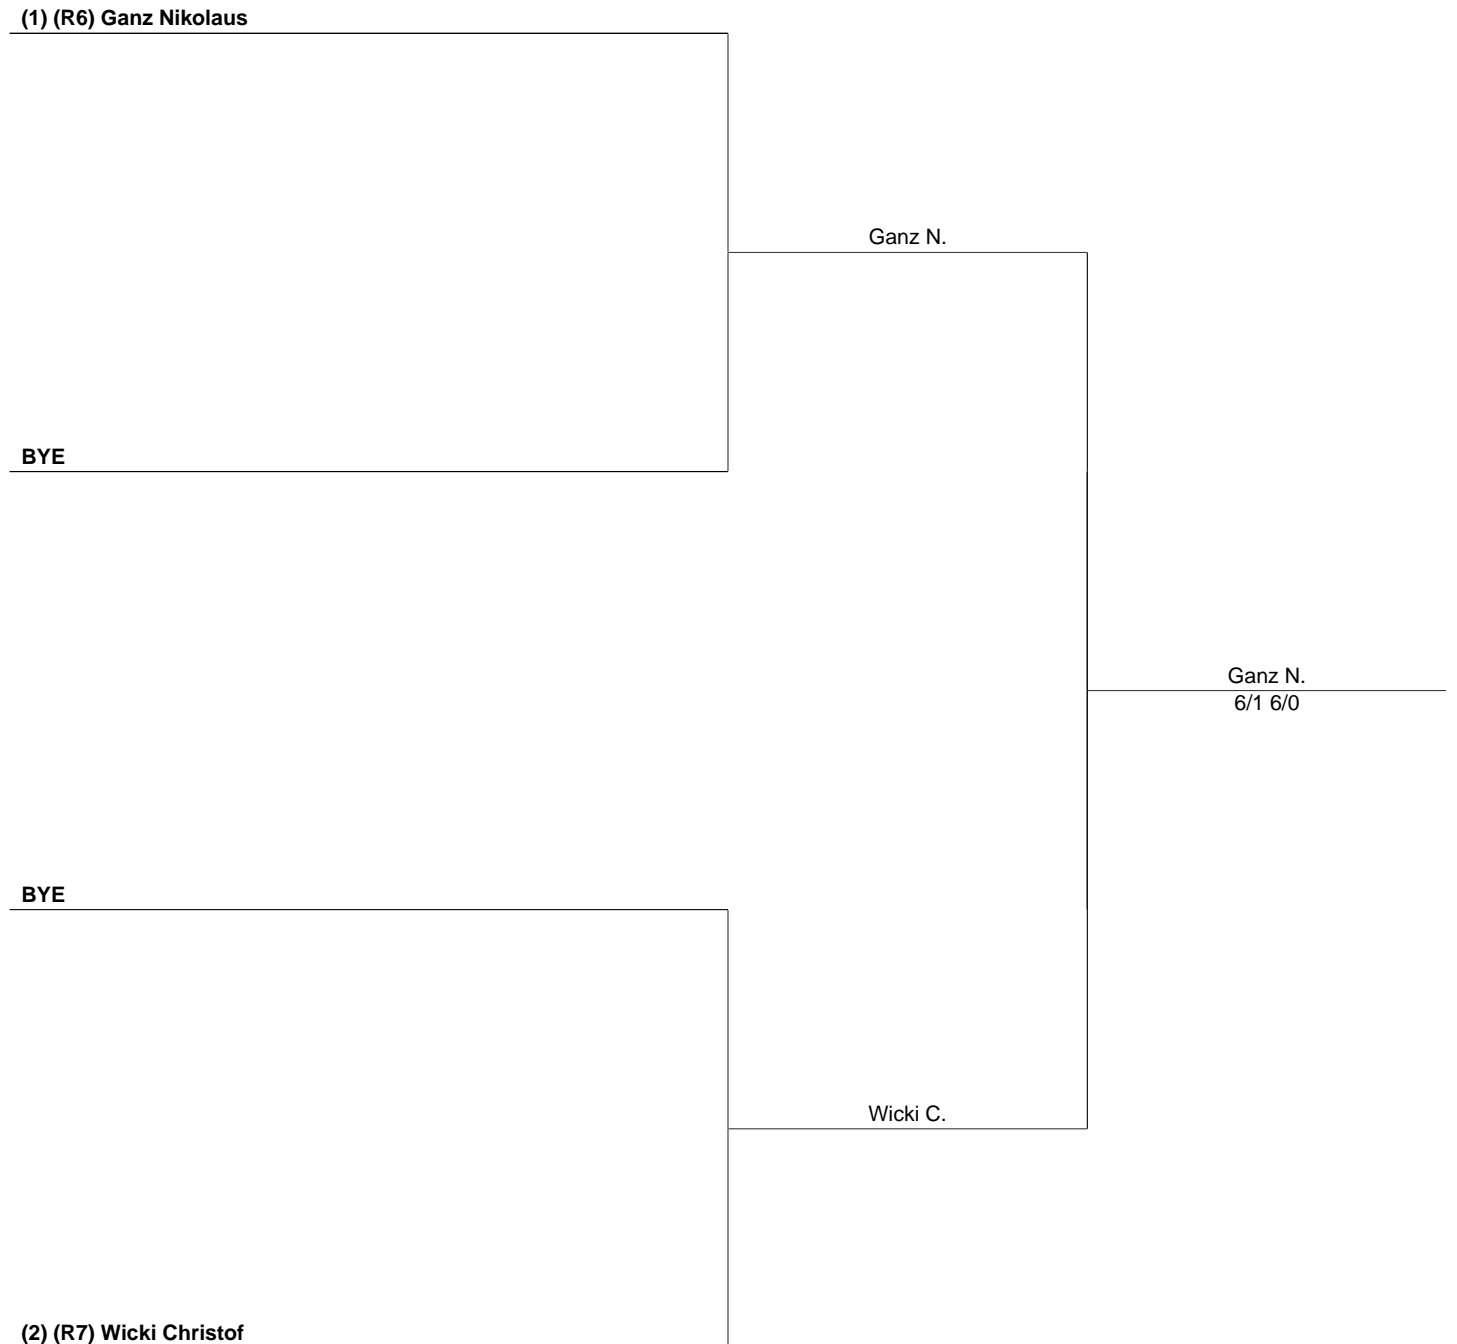 (1) (R6) Ganz Nikolaus
Ganz N.
BYE
Ganz N.
6/1 6/0
BYE
Wicki C.
(2) (R7) Wicki Christof